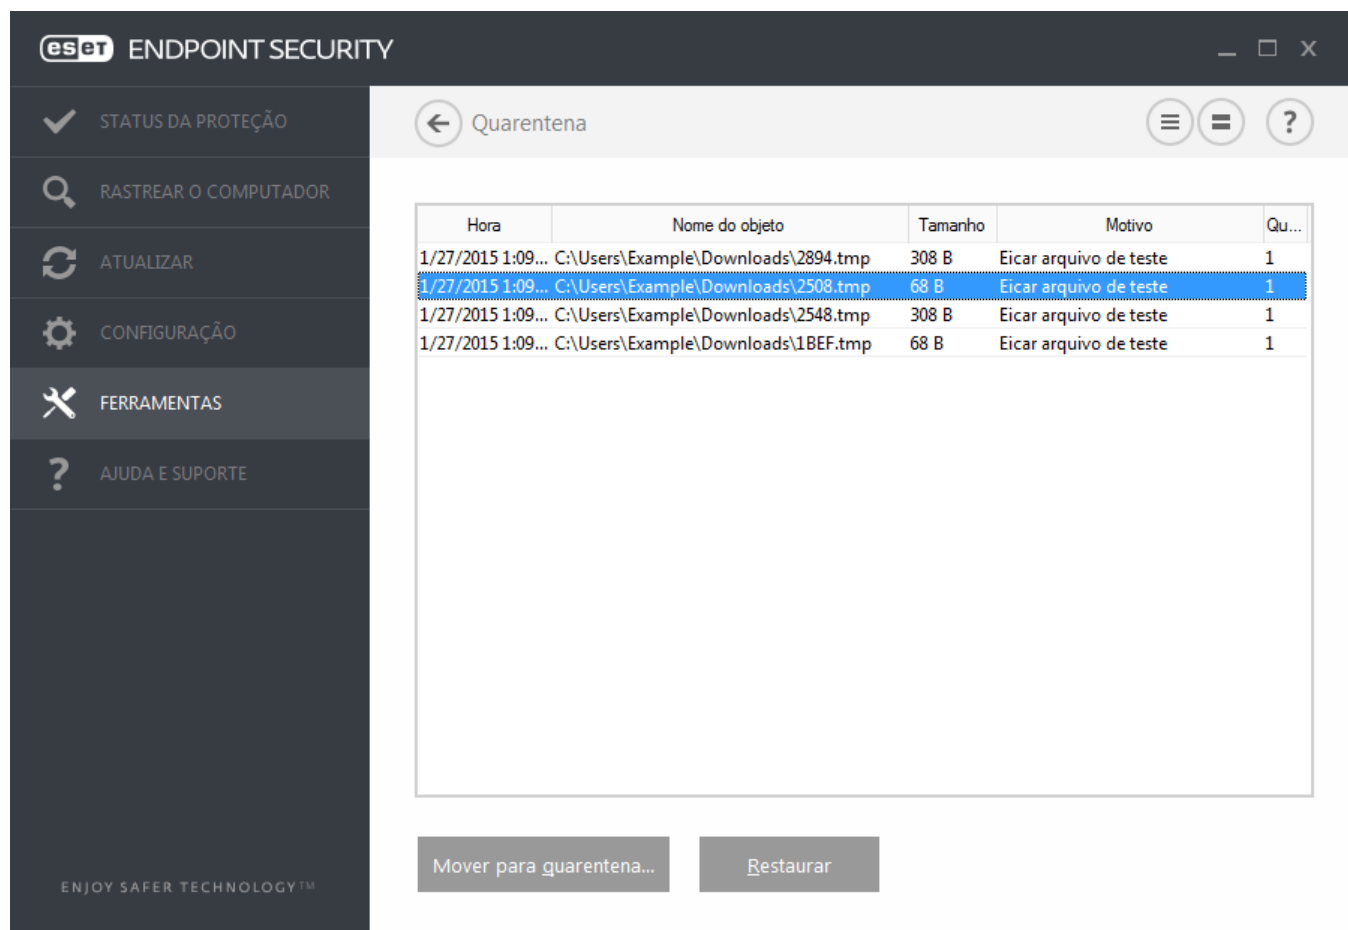 eset ENDPOINT SECURITY
STATUS DA PROTEÇÃO
RASTREAR O COMPUTADOR
ATUALIZAR
CONFIGURAÇÃO
FERRAMENTAS
AJUDA E SUPORTE
ENJOY SAFER TECHNOLOGY™
Quarentena
?
Hora Nome do objeto Tamanho Motivo Qu...
1/27/2015 1:09... C:\Users\Example\Downloads\2894.tmp 308 B Eicar arquivo de teste 1
1/27/2015 1:09... C:\Users\Example\Downloads\2508.tmp 68 B Eicar arquivo de teste 1
1/27/2015 1:09... C:\Users\Example\Downloads\2548.tmp 308 B Eicar arquivo de teste 1
1/27/2015 1:09... C:\Users\Example\Downloads\1BEF.tmp 68 B Eicar arquivo de teste 1
Mover para quarentena... Restaurar